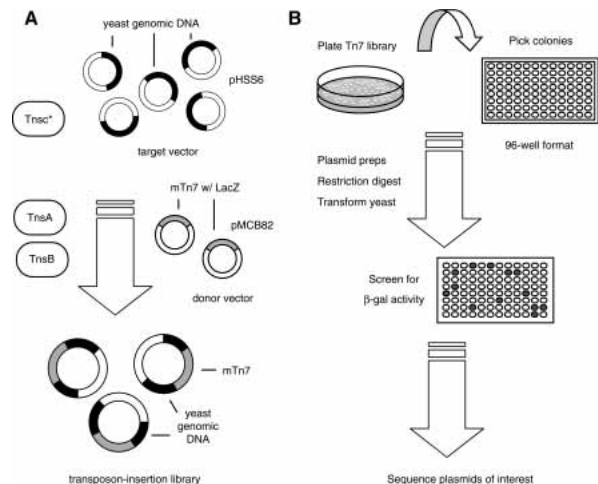 A
yeast genomic DNA
pHSS6
Tnsc*
target vector
mTn7 w/ LacZ
TnsA
pMCB82
TnsB
donor vector
mTn7
yeast
genomic
DNA
transposon-insertion library
B
Plate Tn7 library
Pick colonies
96-well format
Plasmid preps
Restriction digest
Transform yeast
Screen for
β-gal activity
Sequence plasmids of interest